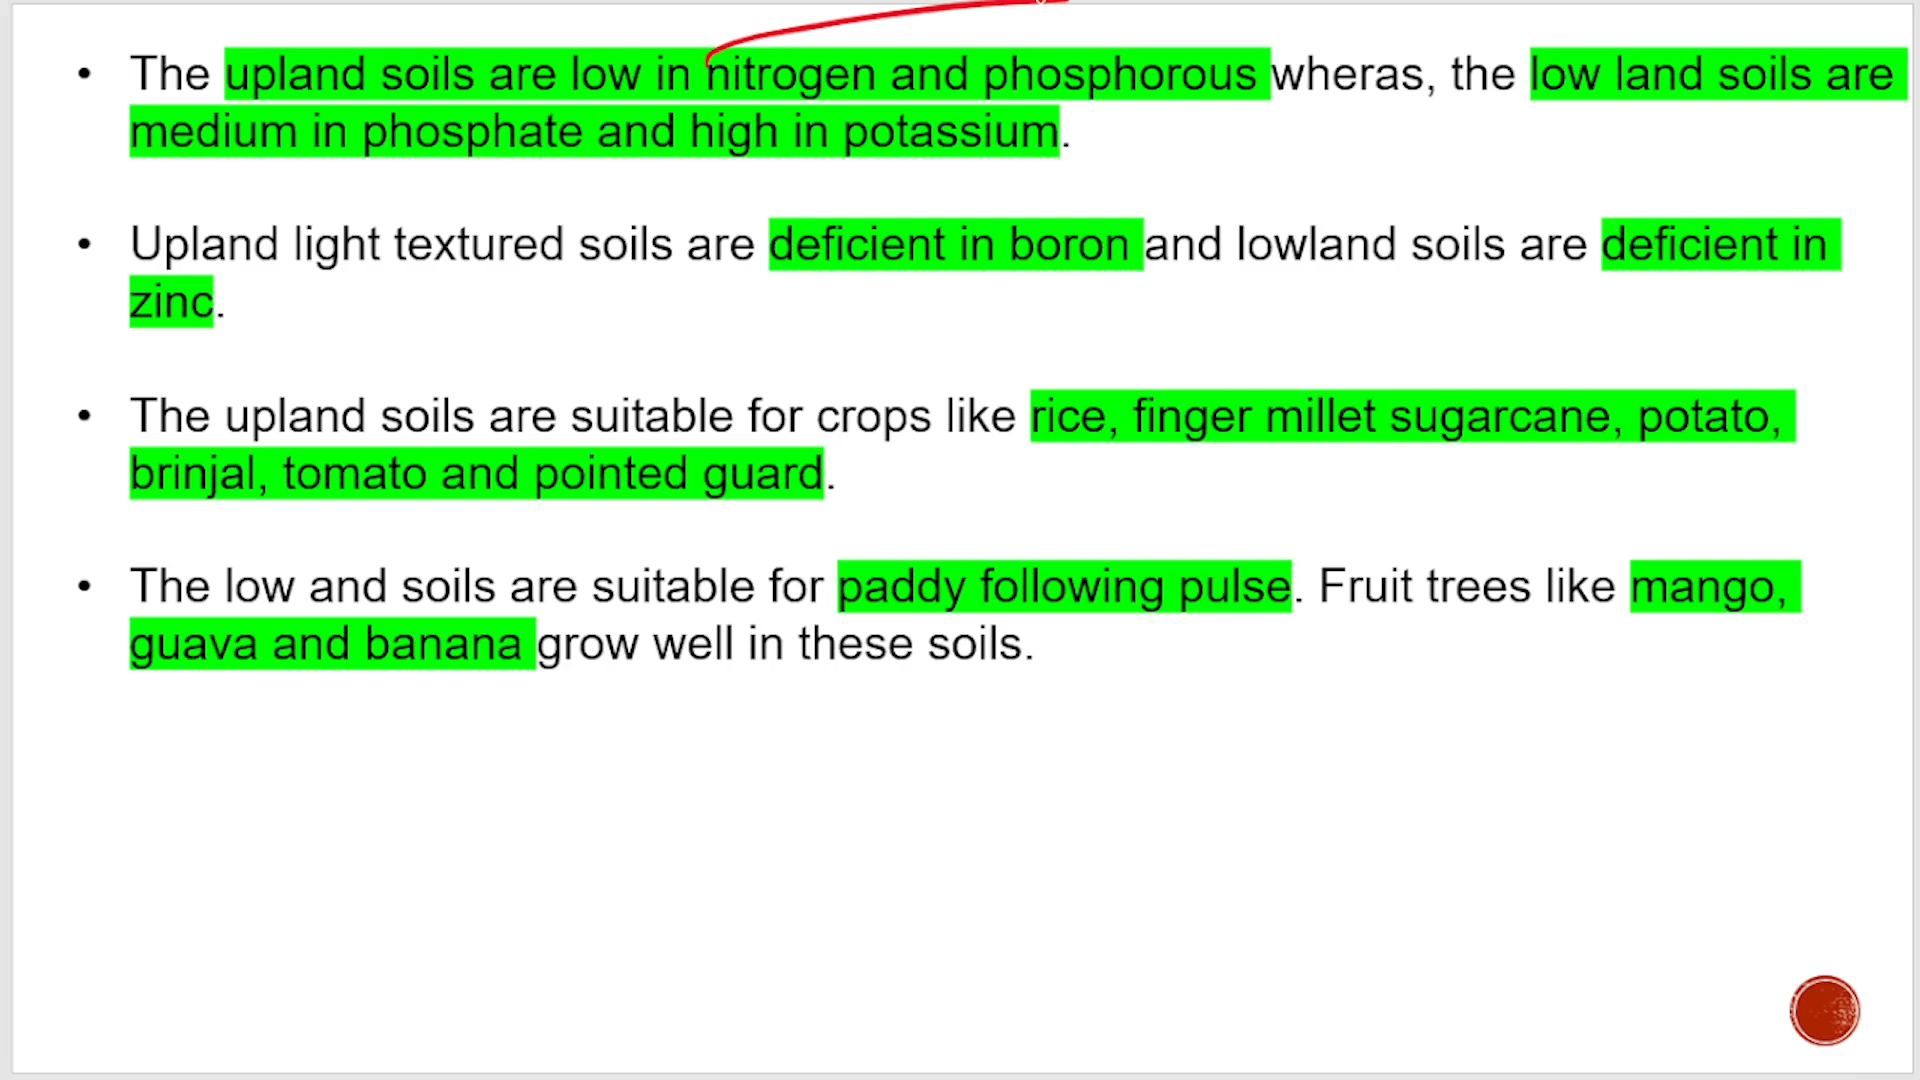 • The upland soils are low in nitrogen and phosphorous wheras, the low land soils are
medium in phosphate and high in potassium.
• Upland light textured soils are deficient in boron and lowland soils are deficient in
zinc.
• The upland soils are suitable for crops like rice, finger millet sugarcane, potato,
brinjal, tomato and pointed guard.
• The low and soils are suitable for paddy following pulse. Fruit trees like mango,
guava and banana grow well in these soils.